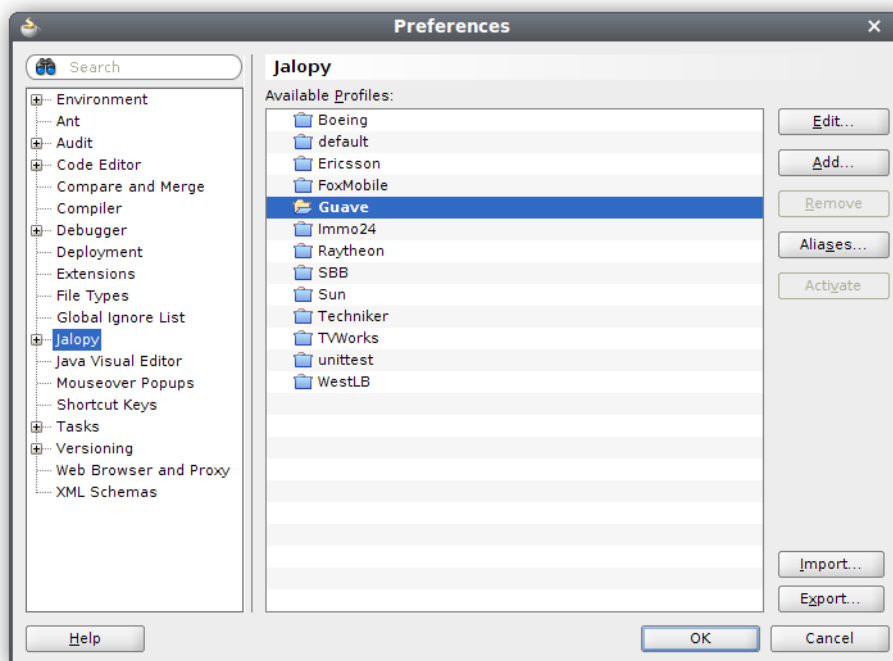 Preferences
Search
Environment
Ant
Audit
Code Editor
Compare and Merge
Compiler
Debugger
Deployment
Extensions
File Types
Global Ignore List
Jalopy
Java Visual Editor
Mouseover Popups
Shortcut Keys
Tasks
Versioning
Web Browser and Proxy
XML Schemas
Jalopy
Available Profiles:
Boeing
default
Ericsson
FoxMobile
Guave
Immo24
Raytheon
SBB
Sun
Techniker
TVWorks
unittest
WestLB
Edit...
Add...
Remove
Aliases...
Activate
Import...
Export...
Help
OK
Cancel